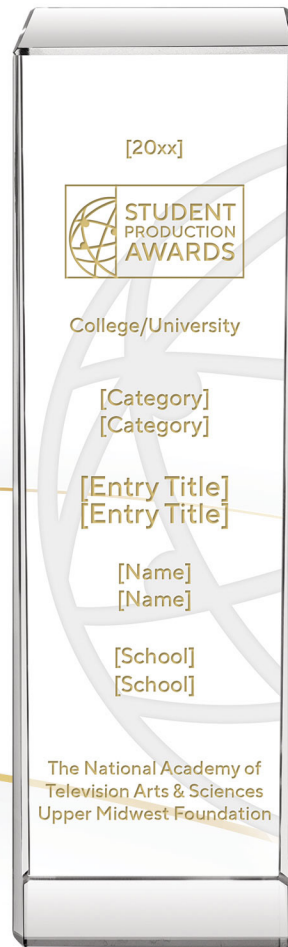 [20xx]
STUDENT
PRODUCTION
AWARDS
College/University
[Category]
[Category]
[Entry Title]
[Entry Title]
[Name]
[Name]
[School]
[School]
The National Academy of
Television Arts & Sciences
Upper Midwest Foundation